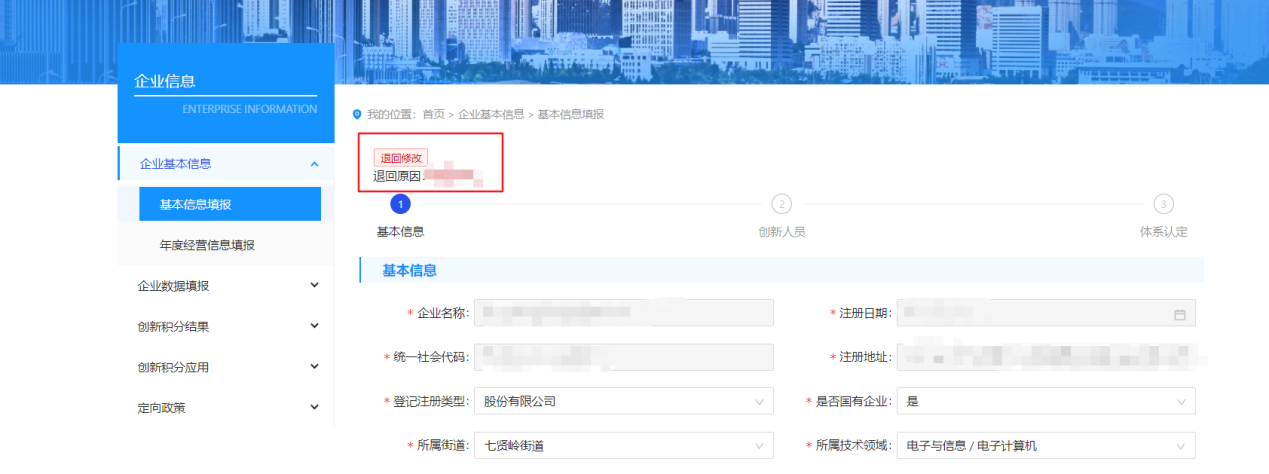 企业信息
ENTERPRISE INFORMATION
企业基本信息
基本信息填报
年度经营信息填报
企业数据填报
创新积分结果
创新积分应用
定向政策
我的位置：首页 > 企业基本信息 > 基本信息填报
退回修改
退回原因:
1
2
3
基本信息
创新人员
体系认定
基本信息
* 企业名称:
* 注册日期:
* 统一社会代码:
* 注册地址:
* 登记注册类型: 股份有限公司
* 是否国有企业: 是
* 所属街道: 七贤岭街道
* 所属技术领域: 电子与信息 / 电子计算机